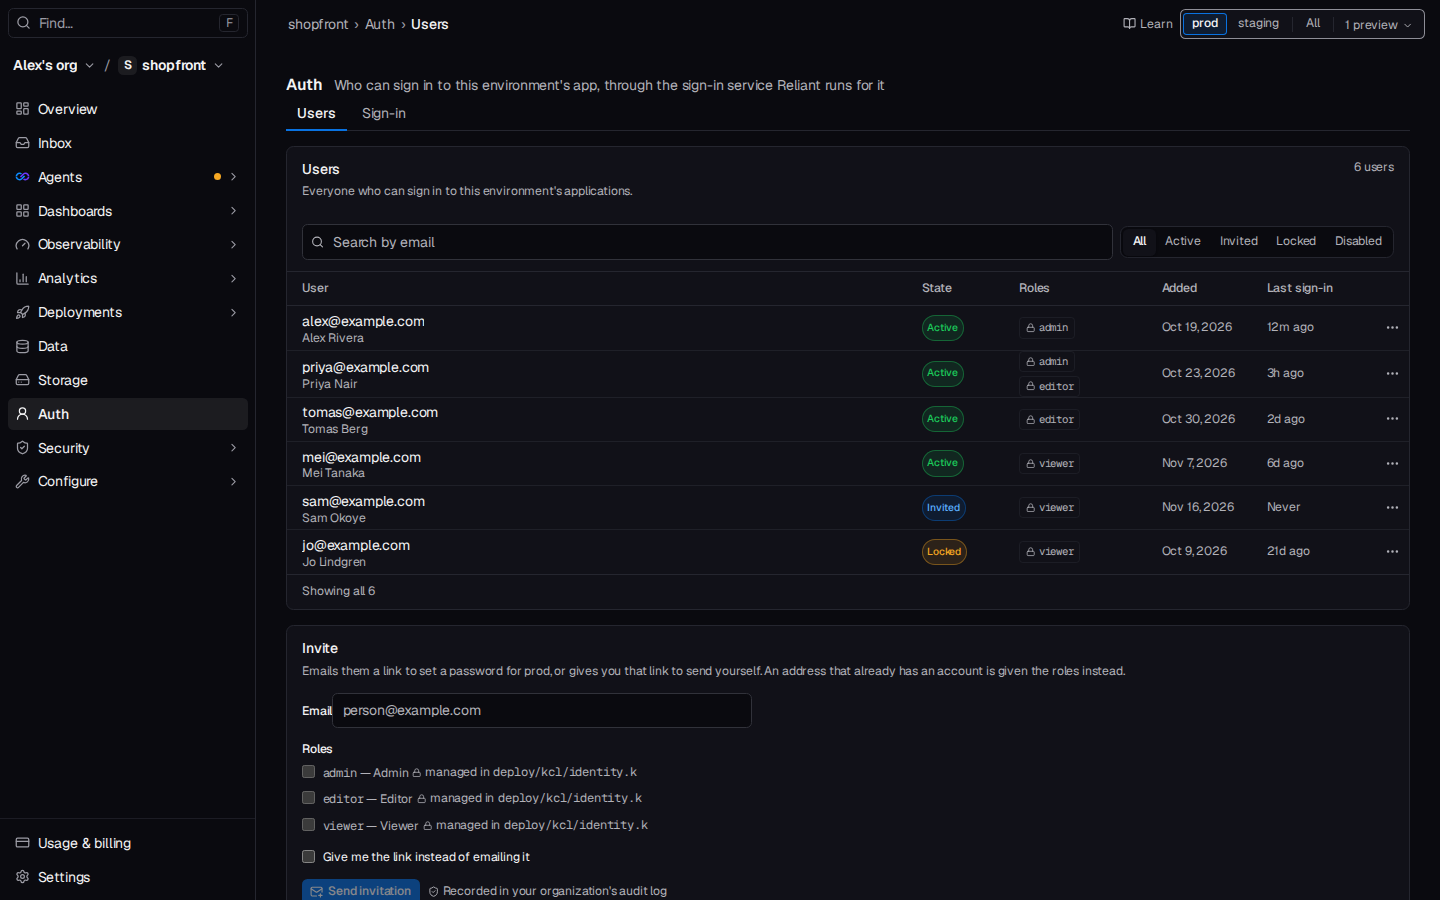 Find... F
Alex's org / S shopfront
Overview
Inbox
Agents
Dashboards
Observability
Analytics
Deployments
Data
Storage
Auth
Security
Configure
Usage & billing
Settings
shopfront › Auth › Users
Learn prod staging All 1 preview
Auth Who can sign in to this environment's app, through the sign-in service Reliant runs for it
Users Sign-in
Users 6 users
Everyone who can sign in to this environment's applications.
Search by email All Active Invited Locked Disabled
User State Roles Added Last sign-in
alex@example.com Active admin Oct 19, 2026 12m ago
Alex Rivera
priya@example.com Active admin editor Oct 23, 2026 3h ago
Priya Nair
tomas@example.com Active editor Oct 30, 2026 2d ago
Tomas Berg
mei@example.com Active viewer Nov 7, 2026 6d ago
Mei Tanaka
sam@example.com Invited viewer Nov 16, 2026 Never
Sam Okoye
jo@example.com Locked viewer Oct 9, 2026 21d ago
Jo Lindgren
Showing all 6
Invite
Emails them a link to set a password for prod, or gives you that link to send yourself. An address that already has an account is given the roles instead.
Email person@example.com
Roles
admin — Admin managed in deploy/kcl/identity.k
editor — Editor managed in deploy/kcl/identity.k
viewer — Viewer managed in deploy/kcl/identity.k
Give me the link instead of emailing it
Send invitation Recorded in your organization's audit log